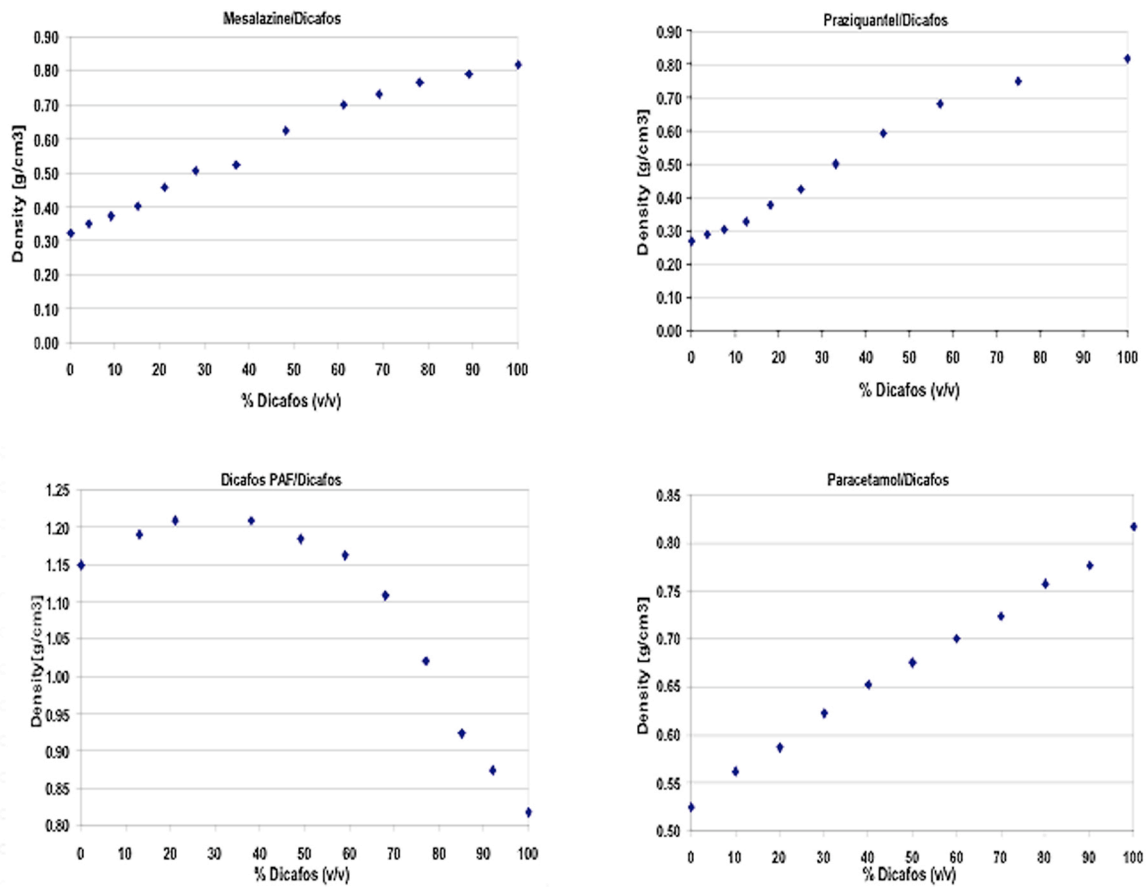 Mesalazine/Dicafos
0.90
0.80
0.70
0.60
0.50
0.40
0.30
0.20
0.10
0.00
Density [g/cm3]
0 10 20 30 40 50 60 70 80 90 100
% Dicafos (v/v)
Praziquantel/Dicafos
0.90
0.80
0.70
0.60
0.50
0.40
0.30
0.20
0.10
0.00
Density [g/cm3]
0 10 20 30 40 50 60 70 80 90 100
% Dicafos (v/v)
Dicafos PAF/Dicafos
1.25
1.20
1.15
1.10
1.05
1.00
0.95
0.90
0.85
0.80
Density[g/cm3]
0 10 20 30 40 50 60 70 80 90 100
% Dicafos (v/v)
Paracetamol/Dicafos
0.85
0.80
0.75
0.70
0.65
0.60
0.55
0.50
Density [g/cm3]
0 10 20 30 40 50 60 70 80 90 100
% Dicafos (v/v)